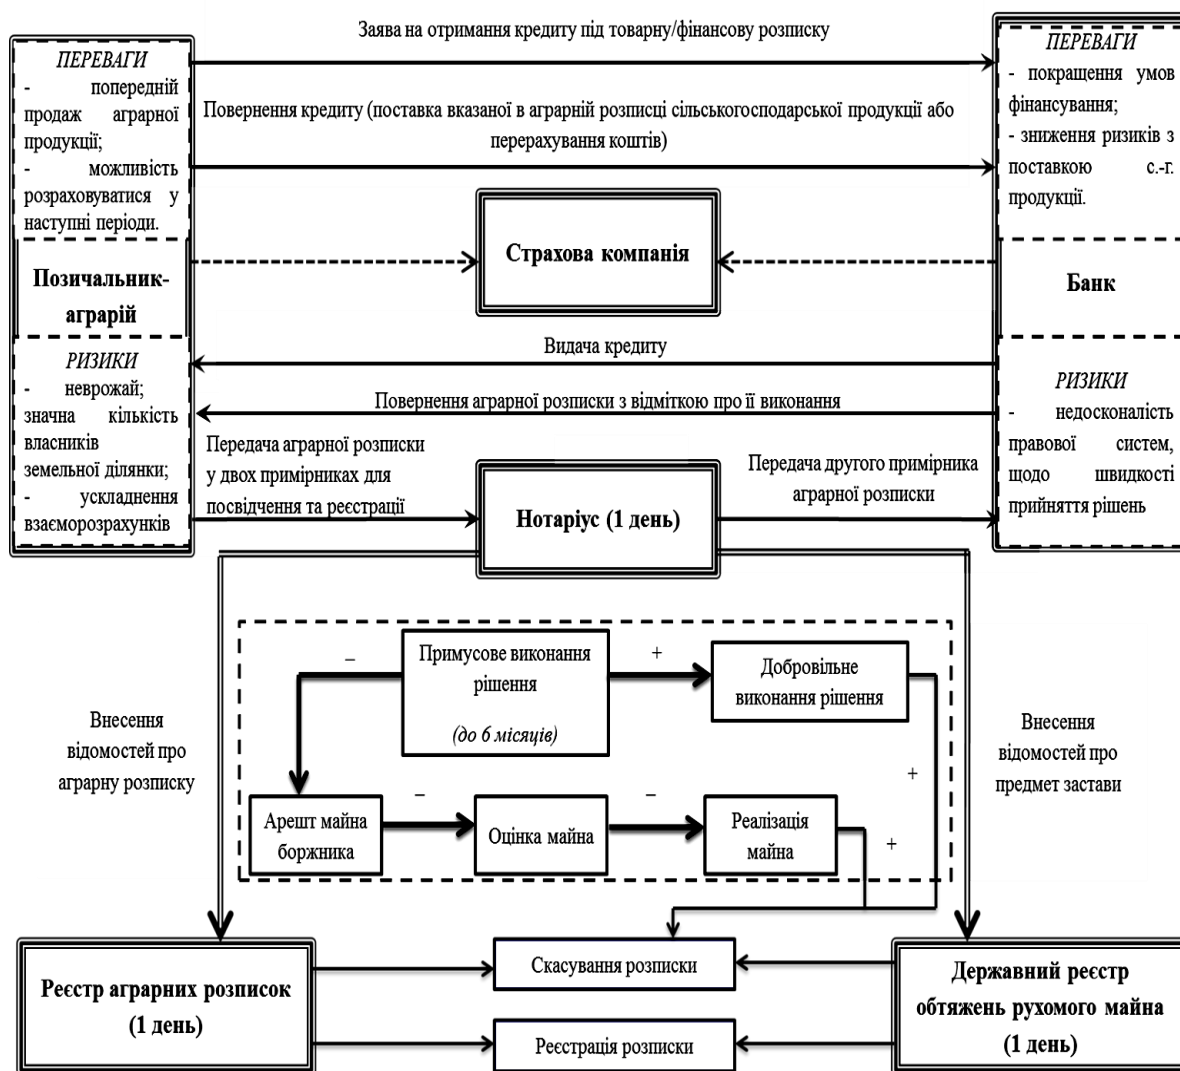 Заява на отримання кредиту під товарну/фінансову розписку
ПЕРЕВАГИ
- попередній
продаж аграрної
продукції;
- можливість
розраховуватися у
наступні періоди.
Позичальник-
аграрій
РИЗИКИ
- неврожай;
значна кількість
власників
земельної ділянки;
- ускладнення
взаєморозрахунків
Повернення кредиту (поставка вказаної в аграрній розписці сільськогосподарської продукції або
перерахування коштів)
Страхова компанія
ПЕРЕВАГИ
- покращення умов
фінансування;
- зниження ризиків з
поставкою с.-г.
продукції.
Банк
РИЗИКИ
- недосконалість
правової систем,
щодо швидкості
прийняття рішень
Видача кредиту
Повернення аграрної розписки з відміткою про її виконання
Передача аграрної розписки
у двох примірниках для
посвідчення та реєстрації
Нотаріус (1 день)
Передача другого примірника
аграрної розписки
Внесення
відомостей про
аграрну розписку
–
Примусове виконання
рішення
(до 6 місяців)
+
Добровільне
виконання рішення
Внесення
відомостей про
предмет застави
+
Арешт майна
боржника
–
Оцінка майна
–
Реалізація
майна
+
Реєстр аграрних розписок
(1 день)
Скасування розписки
Реєстрація розписки
Державний реєстр
обтяжень рухомого майна
(1 день)